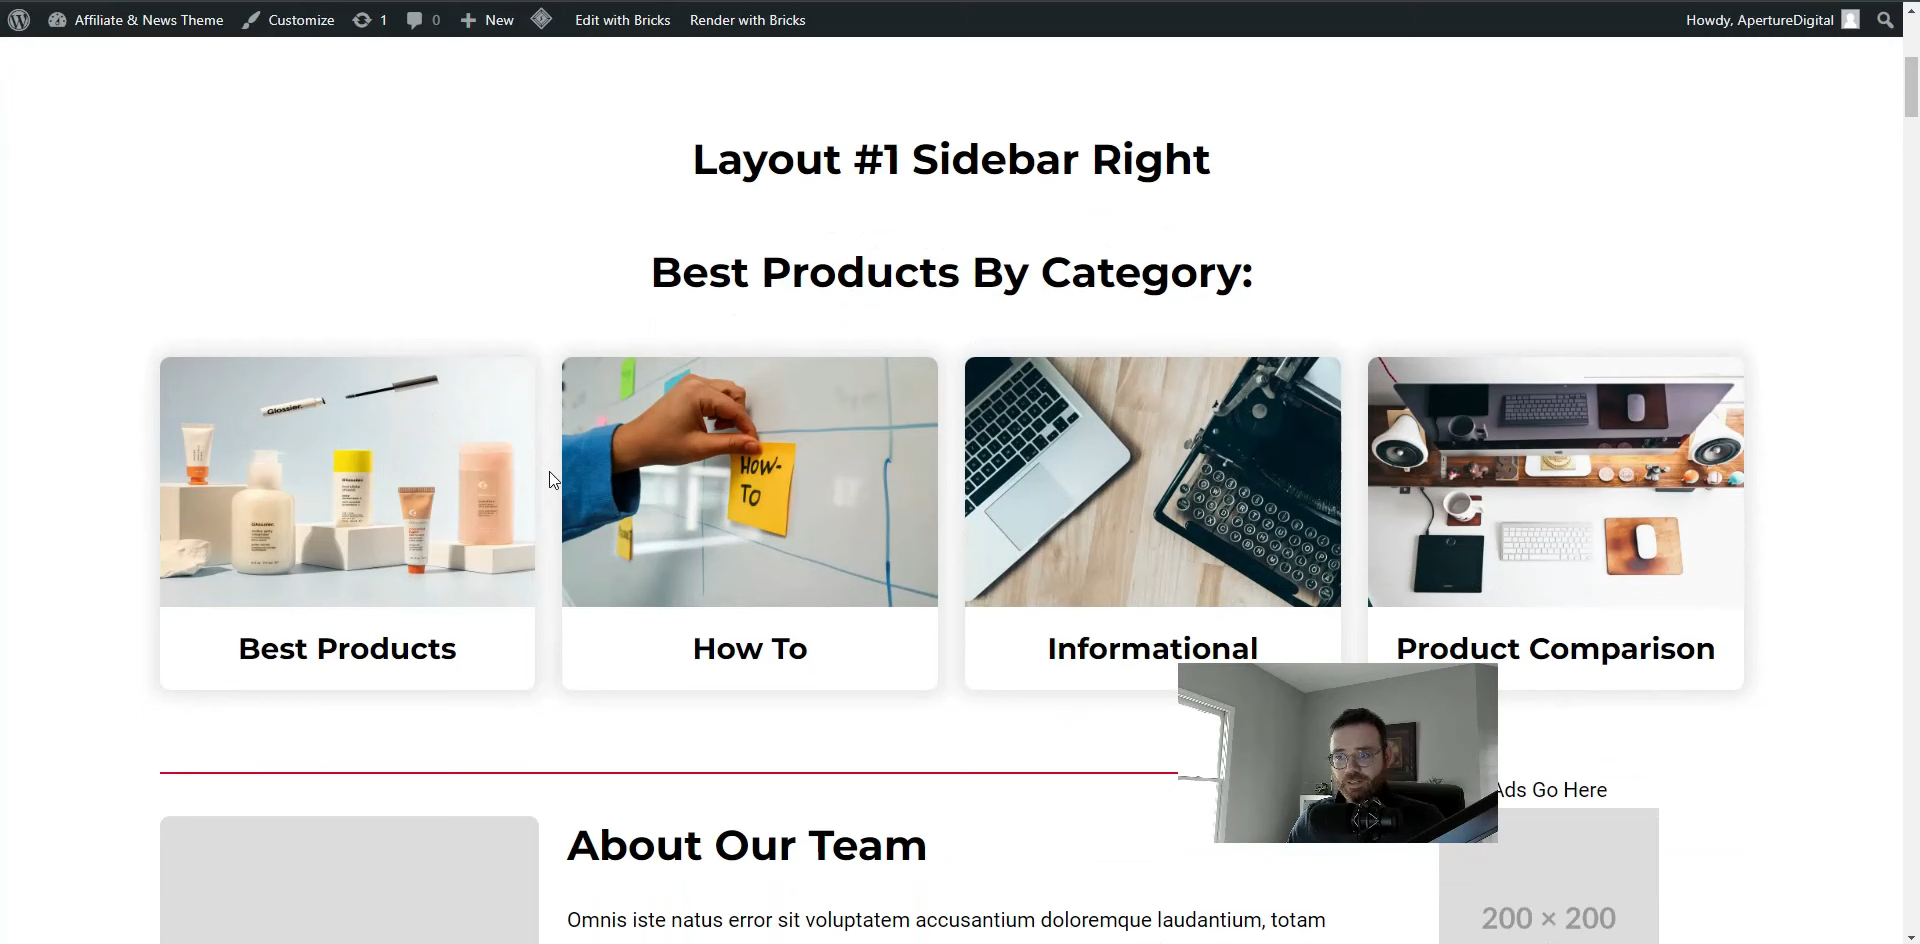 Affiliate & News Theme
Customize
1
0
New
Edit with Bricks
Render with Bricks
Howdy, ApertureDigital
Layout #1 Sidebar Right
Best Products By Category:
Glossier.
Glossier.
HOW-
TO
Best Products
How To
Informational
Product Comparison
Ads Go Here
About Our Team
Omnis iste natus error sit voluptatem accusantium doloremque laudantium, totam
200 × 200